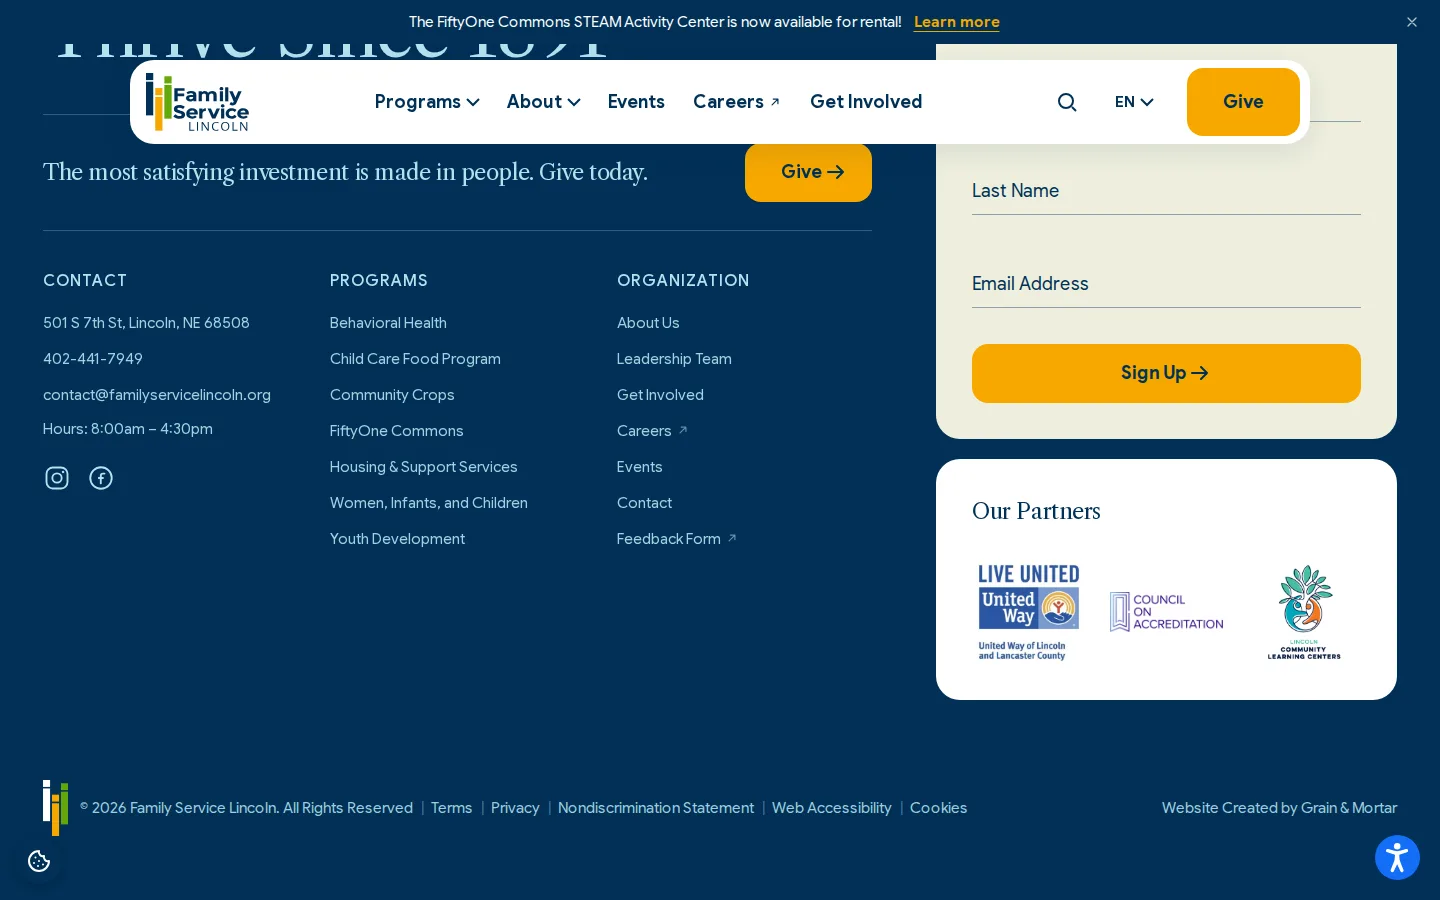 The FiftyOne Commons STEAM Activity Center is now available for rental! Learn more
Thrive Since 1891
Family
Service
LINCOLN
Programs
About
Events
Careers
Get Involved
EN
Give
The most satisfying investment is made in people. Give today.
Give
CONTACT
501 S 7th St, Lincoln, NE 68508
402-441-7949
contact@familyservicelincoln.org
Hours: 8:00am – 4:30pm
PROGRAMS
Behavioral Health
Child Care Food Program
Community Crops
FiftyOne Commons
Housing & Support Services
Women, Infants, and Children
Youth Development
ORGANIZATION
About Us
Leadership Team
Get Involved
Careers
Events
Contact
Feedback Form
Last Name
Email Address
Sign Up
Our Partners
LIVE UNITED
United
Way
United Way of Lincoln
and Lancaster County
COUNCIL
ON
ACCREDITATION
LINCOLN
COMMUNITY
LEARNING CENTERS
© 2026 Family Service Lincoln. All Rights Reserved | Terms | Privacy | Nondiscrimination Statement | Web Accessibility | Cookies
Website Created by Grain & Mortar